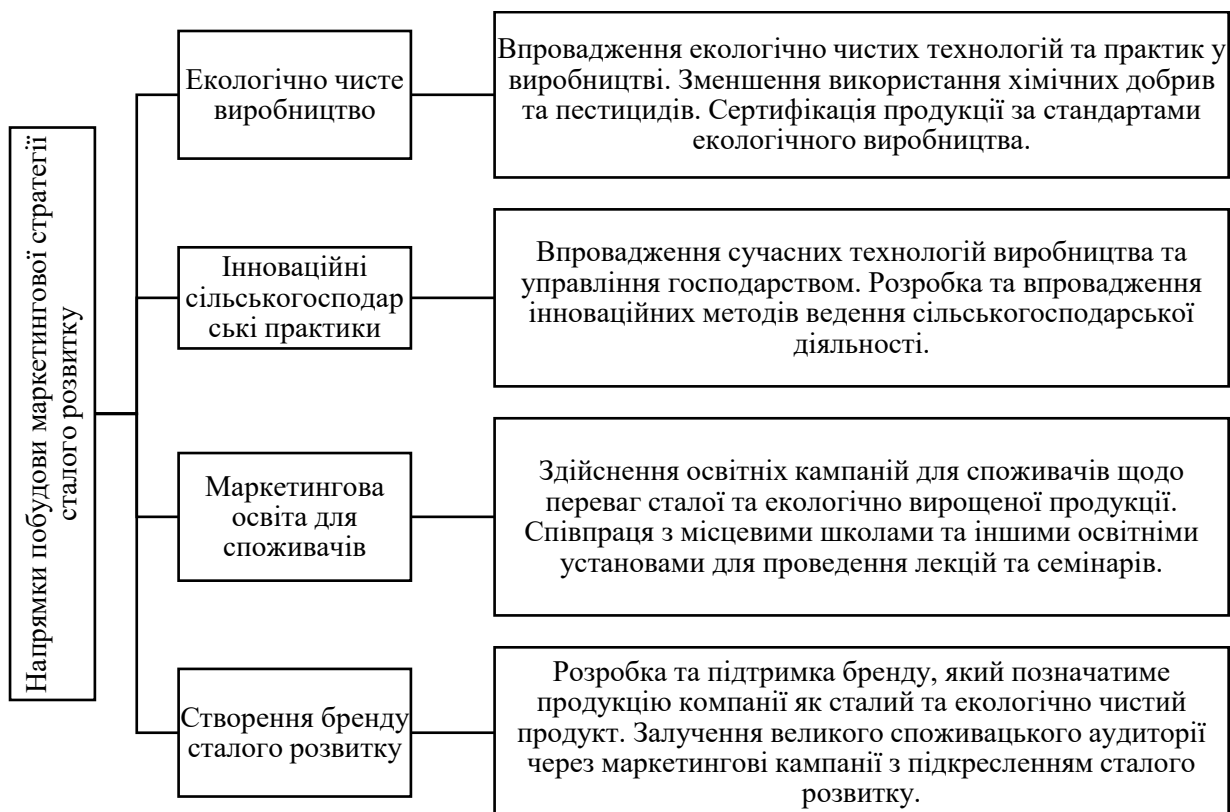 Напрямки побудови маркетингової стратегії
сталого розвитку
Екологічно чисте
виробництво
Впровадження екологічно чистих технологій та практик у
виробництві. Зменшення використання хімічних добрив
та пестицидів. Сертифікація продукції за стандартами
екологічного виробництва.
Інноваційні
сільськогосподар
ські практики
Впровадження сучасних технологій виробництва та
управління господарством. Розробка та впровадження
інноваційних методів ведення сільськогосподарської
діяльності.
Маркетингова
освіта для
споживачів
Здійснення освітніх кампаній для споживачів щодо
переваг сталої та екологічно вирощеної продукції.
Співпраця з місцевими школами та іншими освітніми
установами для проведення лекцій та семінарів.
Створення бренду
сталого розвитку
Розробка та підтримка бренду, який позначатиме
продукцію компанії як сталий та екологічно чистий
продукт. Залучення великого споживацького аудиторії
через маркетингові кампанії з підкресленням сталого
розвитку.